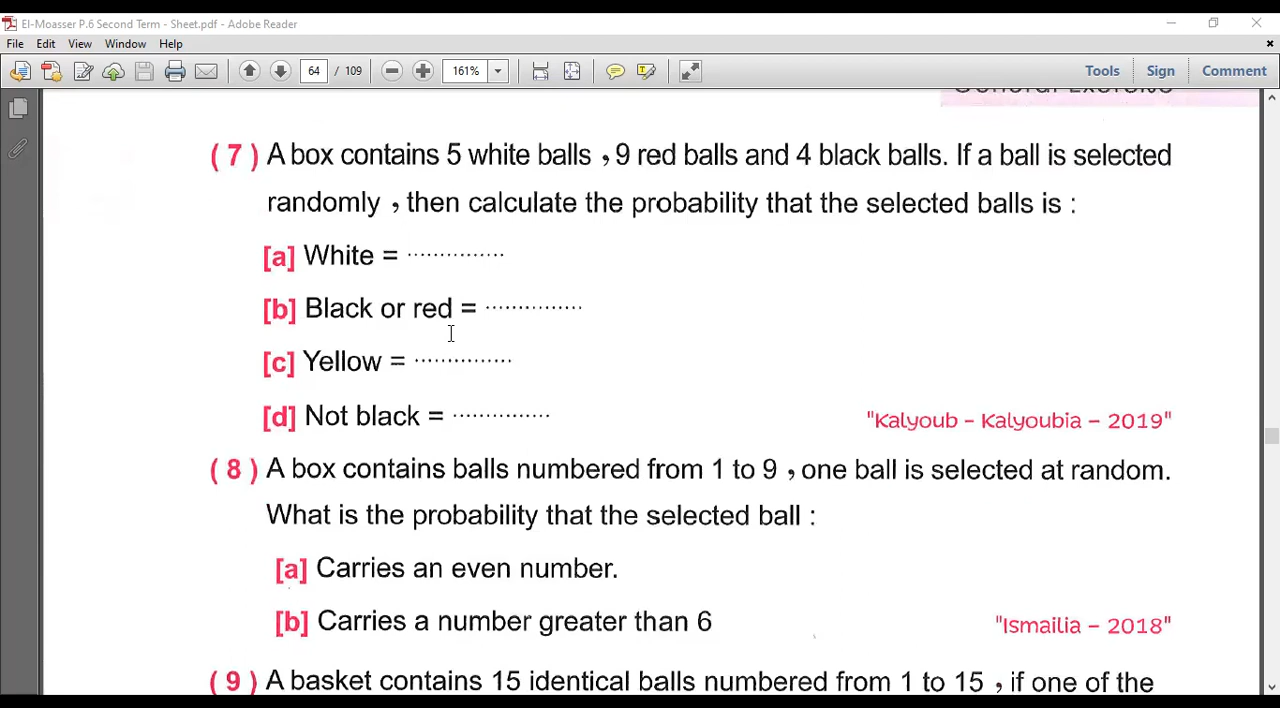 El-Moasser P.6 Second Term - Sheet.pdf - Adobe Reader
File Edit View Window Help
64 / 109 161% Tools Sign Comment
General Exercise
( 7 ) A box contains 5 white balls , 9 red balls and 4 black balls. If a ball is selected
randomly , then calculate the probability that the selected balls is :
[a] White = ...............
[b] Black or red = ...............
[c] Yellow = ...............
[d] Not black = ............... "Kalyoub - Kalyoubia - 2019"
( 8 ) A box contains balls numbered from 1 to 9 , one ball is selected at random.
What is the probability that the selected ball :
[a] Carries an even number.
[b] Carries a number greater than 6 "Ismailia - 2018"
( 9 ) A basket contains 15 identical balls numbered from 1 to 15 , if one of the